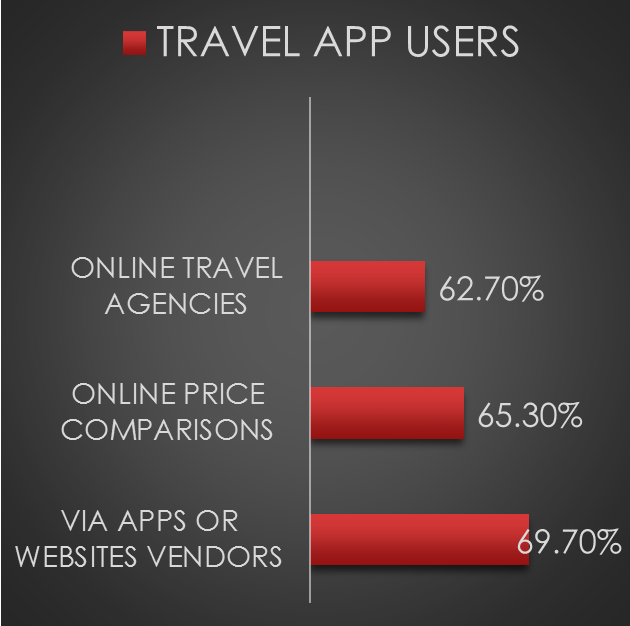 TRAVEL APP USERS
ONLINE TRAVEL
AGENCIES
62.70%
ONLINE PRICE
COMPARISONS
65.30%
VIA APPS OR
WEBSITES VENDORS
69.70%